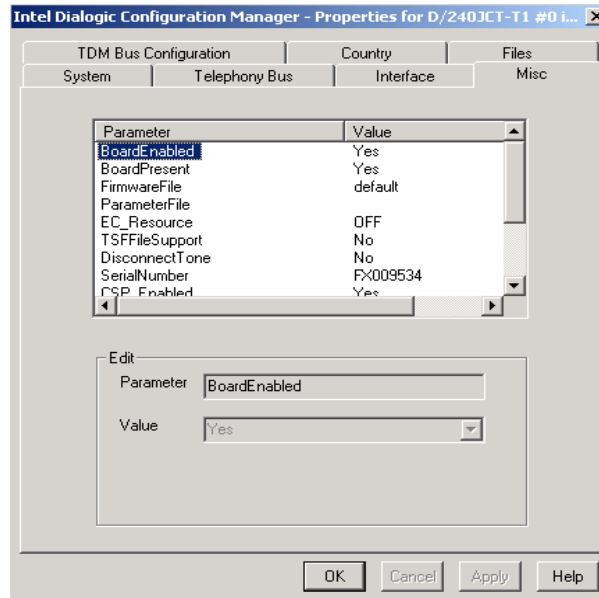 Intel Dialogic Configuration Manager - Properties for D/240JCT-T1 #0 i...
TDM Bus Configuration Country Files
System Telephony Bus Interface Misc
Parameter Value
BoardEnabled Yes
BoardPresent Yes
FirmwareFile default
ParameterFile
EC_Resource OFF
TSFFileSupport No
DisconnectTone No
SerialNumber FX009534
CSP_Enabled Yes
Edit
Parameter BoardEnabled
Value Yes
OK Cancel Apply Help